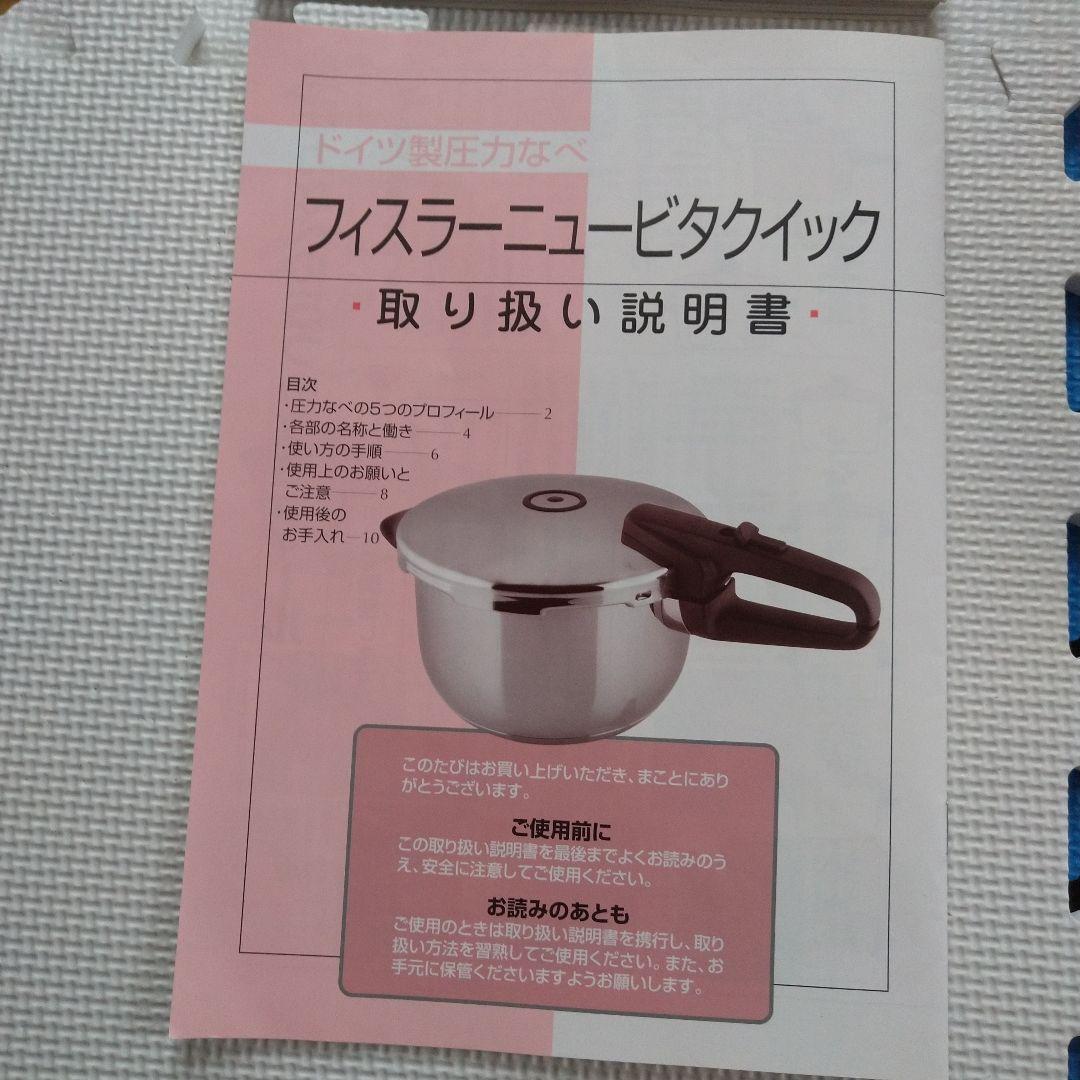 ドイツ製圧力なべ
フィスラーニュービタクイック
・取り扱い説明書・
目次
・圧力なべの5つのプロフィール――2
・各部の名称と働き――4
・使い方の手順――6
・使用上のお願いと
ご注意――8
・使用後の
お手入れ―10
このたびはお買い上げいただき、まことにあり
がとうございます。
ご使用前に
この取り扱い説明書を最後までよくお読みのう
え、安全に注意してご使用ください。
お読みのあとも
ご使用のときは取り扱い説明書を携行し、取り
扱い方法を習熟してご使用ください。また、お
手元に保管くださいますようお願いします。